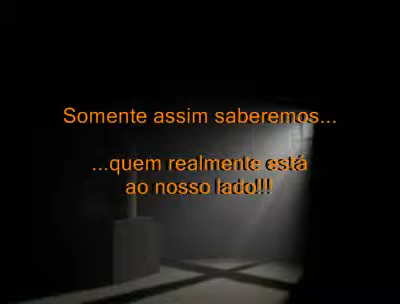 Somente assim saberemos...
...quem realmente está
ao nosso lado!!!